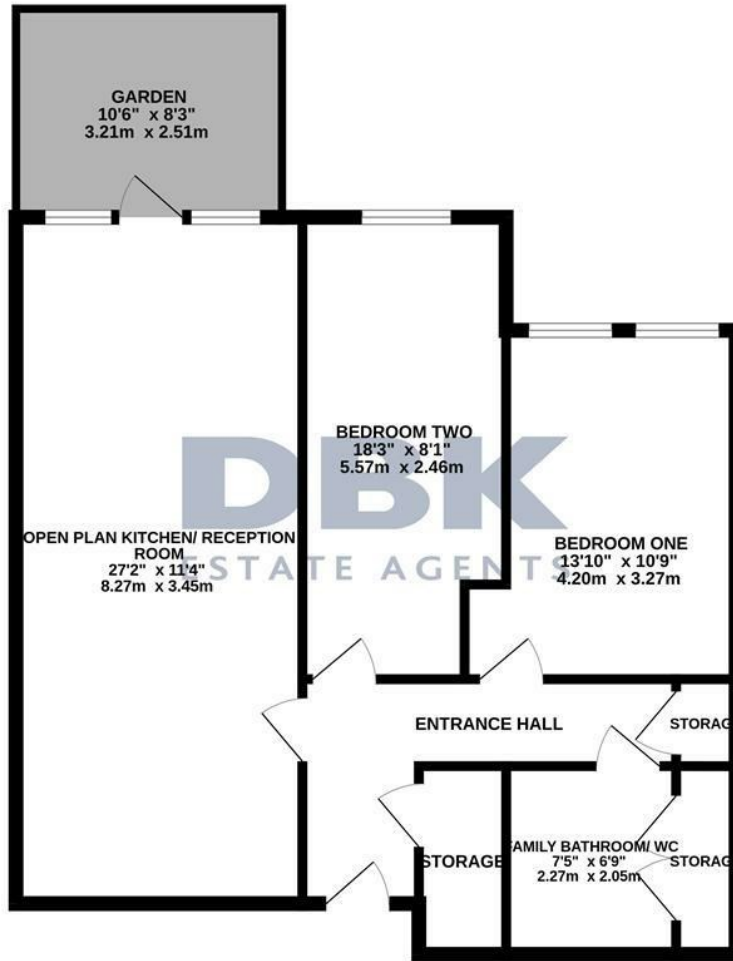 GARDEN
10'6" x 8'3"
3.21m x 2.51m
BEDROOM TWO
18'3" x 8'1"
5.57m x 2.46m
DBK
ESTATE AGENTS
OPEN PLAN KITCHEN/ RECEPTION
ROOM
27'2" x 11'4"
8.27m x 3.45m
BEDROOM ONE
13'10" x 10'9"
4.20m x 3.27m
ENTRANCE HALL
STORAG
STORAGE
FAMILY BATHROOM/ WC
7'5" x 6'9"
2.27m x 2.05m
STORAG